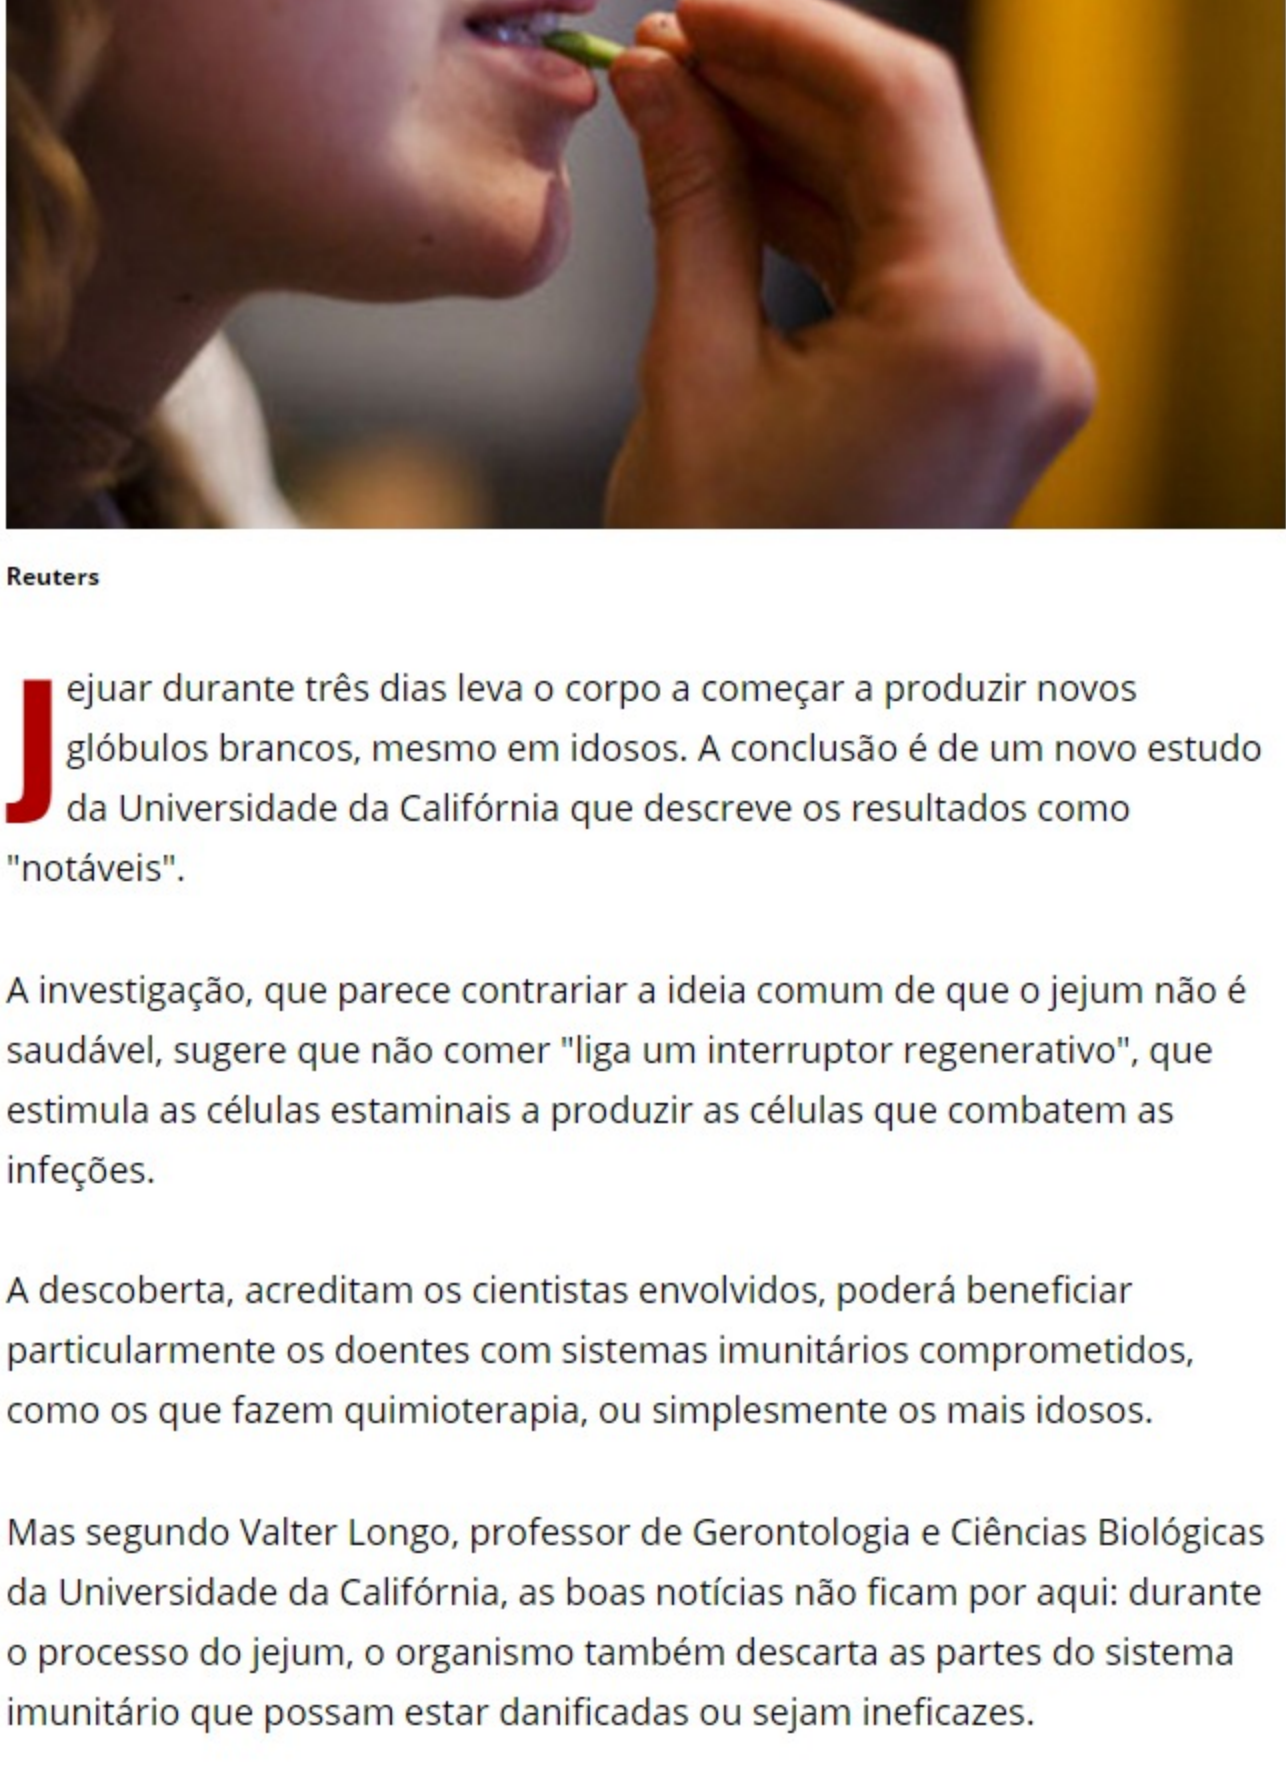 Reuters
Jejuar durante três dias leva o corpo a começar a produzir novos
glóbulos brancos, mesmo em idosos. A conclusão é de um novo estudo
da Universidade da Califórnia que descreve os resultados como
"notáveis".
A investigação, que parece contrariar a ideia comum de que o jejum não é
saudável, sugere que não comer "liga um interruptor regenerativo", que
estimula as células estaminais a produzir as células que combatem as
infeções.
A descoberta, acreditam os cientistas envolvidos, poderá beneficiar
particularmente os doentes com sistemas imunitários comprometidos,
como os que fazem quimioterapia, ou simplesmente os mais idosos.
Mas segundo Valter Longo, professor de Gerontologia e Ciências Biológicas
da Universidade da Califórnia, as boas notícias não ficam por aqui: durante
o processo do jejum, o organismo também descarta as partes do sistema
imunitário que possam estar danificadas ou sejam ineficazes.